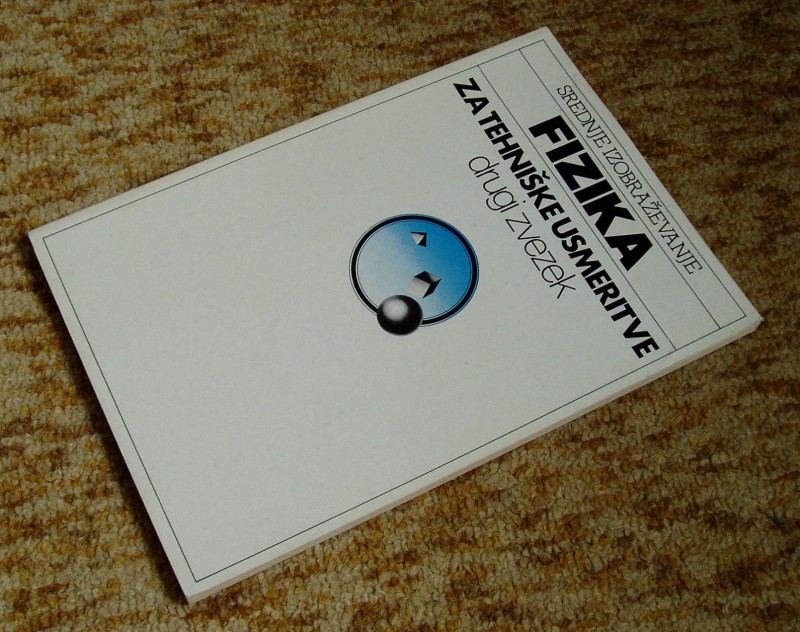 SREDNJE IZOBRAŽEVANJE
FIZIKA
ZA TEHNIŠKE USMERITVE
drugi zvezek